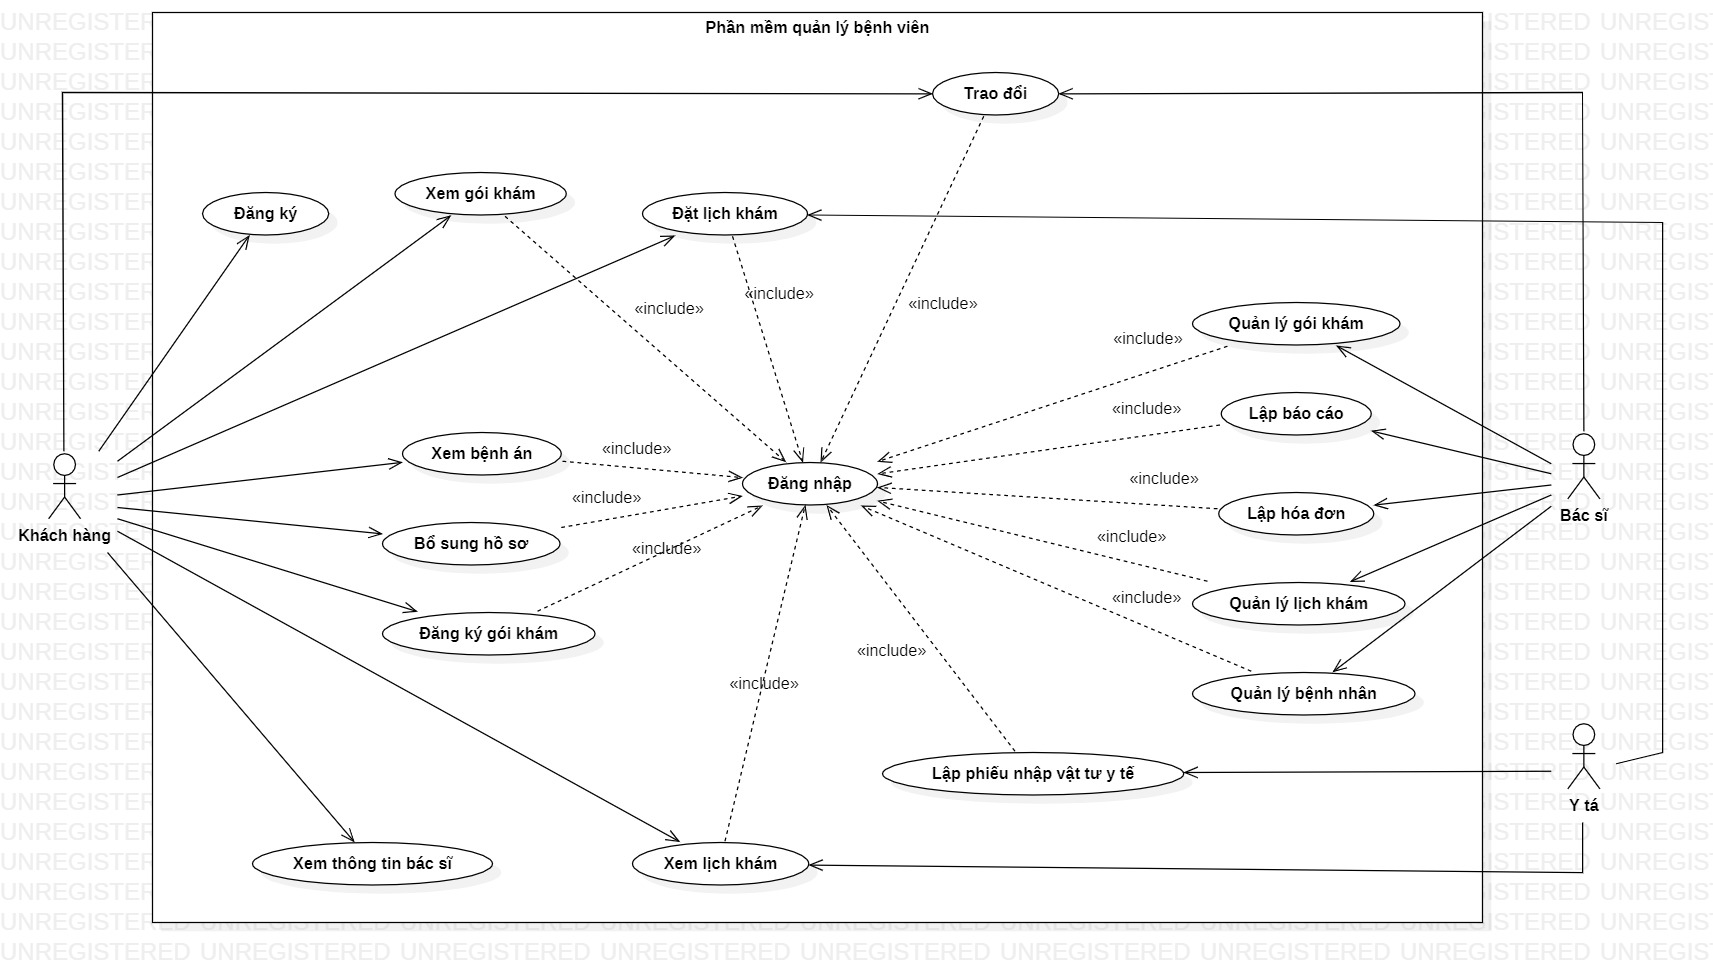 Phần mềm quản lý bệnh viên
Trao đổi
Đăng ký
Xem gói khám
Đặt lịch khám
«include»
«include»
«include»
Quản lý gói khám
«include»
Lập báo cáo
«include»
Xem bệnh án
«include»
Đăng nhập
«include»
Lập hóa đơn
«include»
Khách hàng
Bác sĩ
Bổ sung hồ sơ
«include»
«include»
Quản lý lịch khám
«include»
Đăng ký gói khám
«include»
«include»
Quản lý bệnh nhân
Lập phiếu nhập vật tư y tế
Y tá
Xem thông tin bác sĩ
Xem lịch khám
UNREGISTERED UNREGISTERED UNREGISTERED UNREGISTERED UNREGISTERED UNREGISTERED UNREGISTERED UNREGISTERED